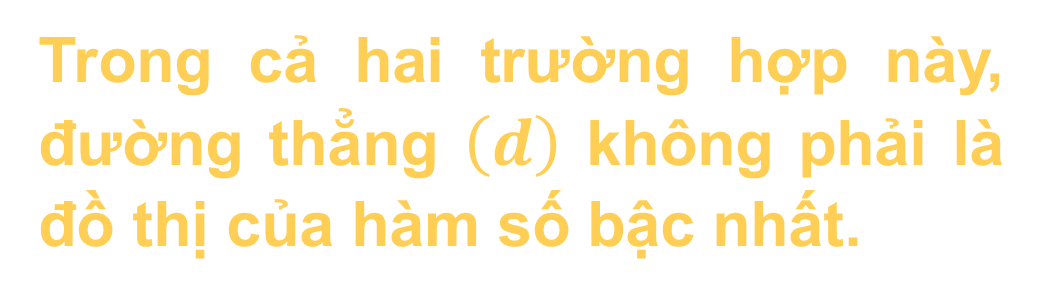 Trong cả hai trường hợp này,
đường thẳng (d) không phải là
đồ thị của hàm số bậc nhất.